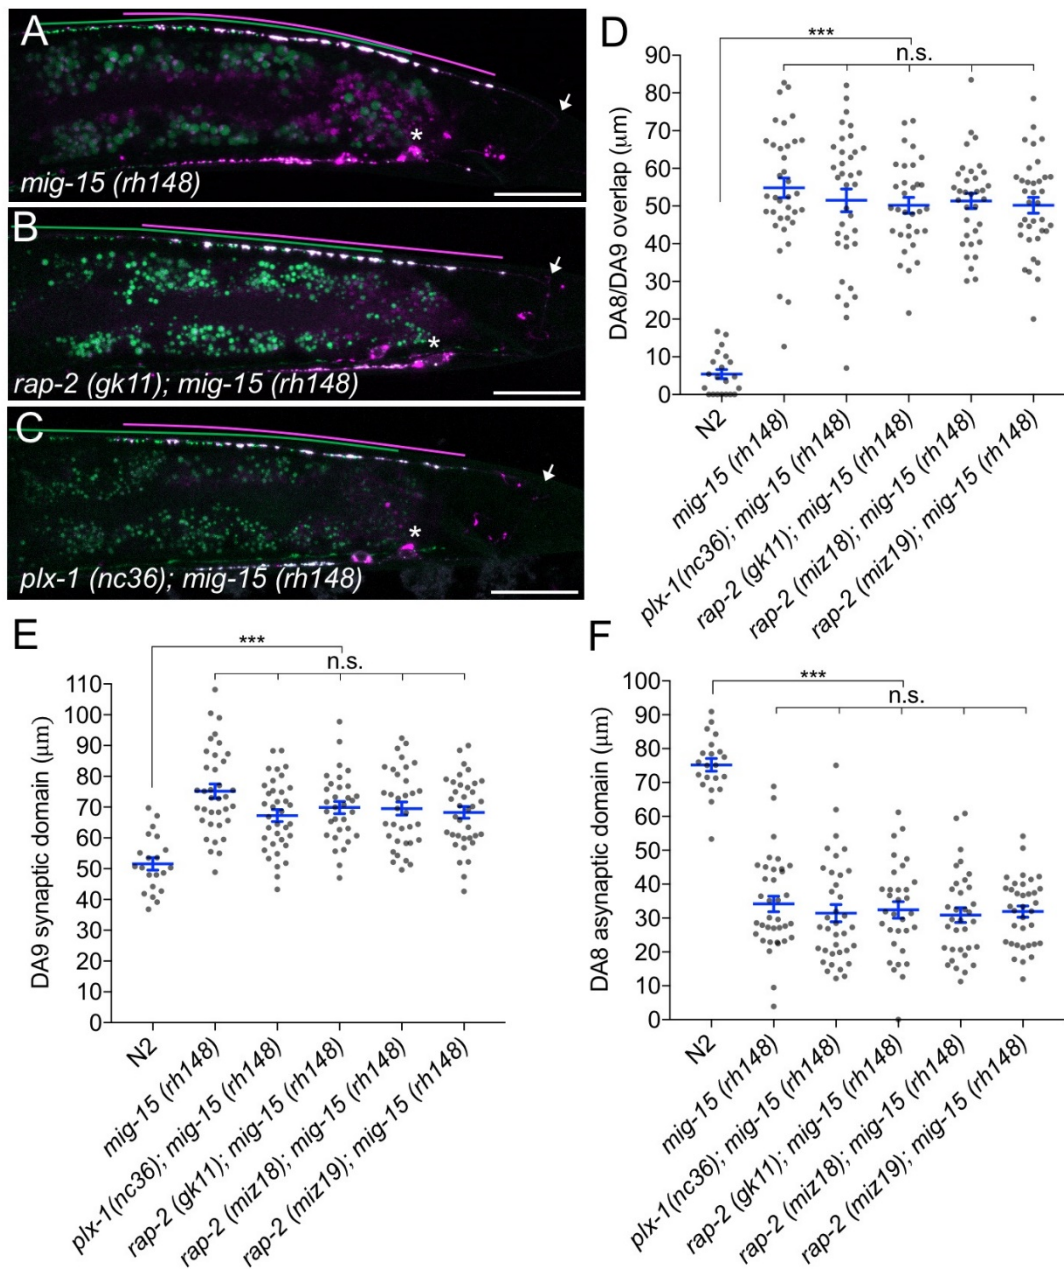 A
*
mig-15 (rh148)
B
*
rap-2 (gk11); mig-15 (rh148)
C
*
plx-1 (nc36); mig-15 (rh148)
D
***
n.s.
DA8/DA9 overlap (μm)
90
80
70
60
50
40
30
20
10
0
N2
mig-15 (rh148)
plx-1(nc36); mig-15 (rh148)
rap-2 (gk11); mig-15 (rh148)
rap-2 (miz18); mig-15 (rh148)
rap-2 (miz19); mig-15 (rh148)
E
***
n.s.
DA9 synaptic domain (μm)
110
100
90
80
70
60
50
40
30
20
10
0
N2
mig-15 (rh148)
plx-1(nc36); mig-15 (rh148)
rap-2 (gk11); mig-15 (rh148)
rap-2 (miz18); mig-15 (rh148)
rap-2 (miz19); mig-15 (rh148)
F
***
n.s.
DA8 asynaptic domain (μm)
100
90
80
70
60
50
40
30
20
10
0
N2
mig-15 (rh148)
plx-1(nc36); mig-15 (rh148)
rap-2 (gk11); mig-15 (rh148)
rap-2 (miz18); mig-15 (rh148)
rap-2 (miz19); mig-15 (rh148)